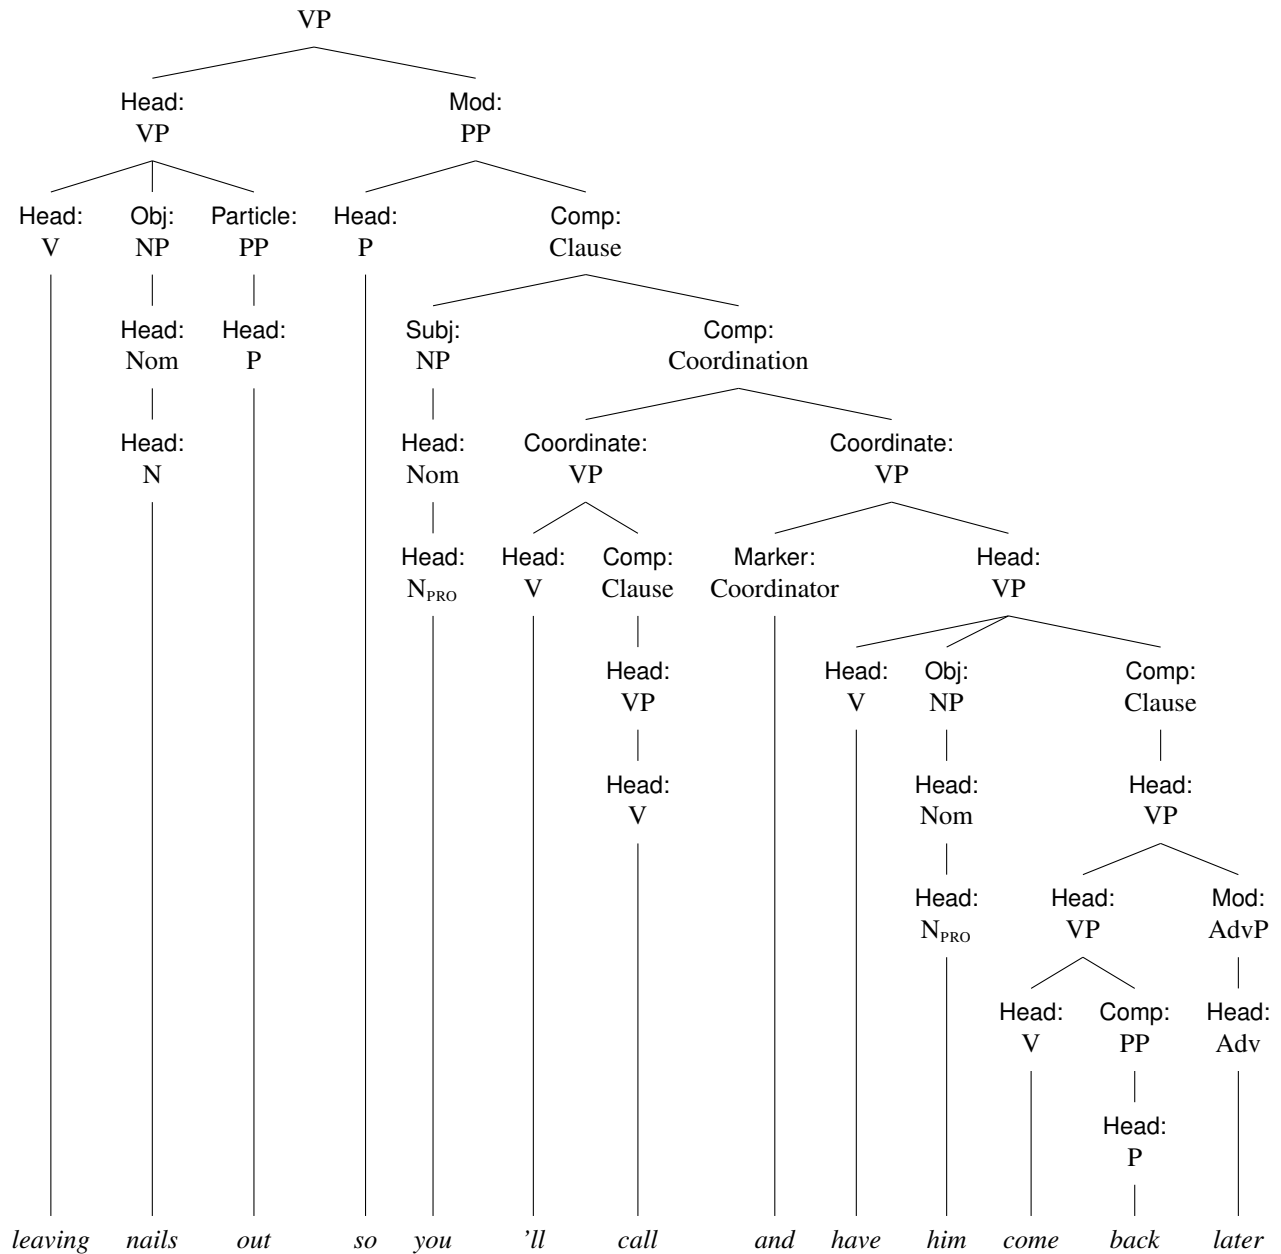 VP
Head: Mod:
VP PP
Head: Obj: Particle: Head: Comp:
V NP PP P Clause
Head: Head: Subj: Comp:
Nom P NP Coordination
Head: Head: Coordinate: Coordinate:
N Nom VP VP
Head: Head: Comp: Marker: Head:
N_PRO V Clause Coordinator VP
Head: Head: Obj: Comp:
VP V NP Clause
Head: Head: Head:
V Nom VP
Head: Head: Mod:
N_PRO VP AdvP
Head: Comp: Head:
V PP Adv
Head:
P
leaving nails out so you 'll call and have him come back later